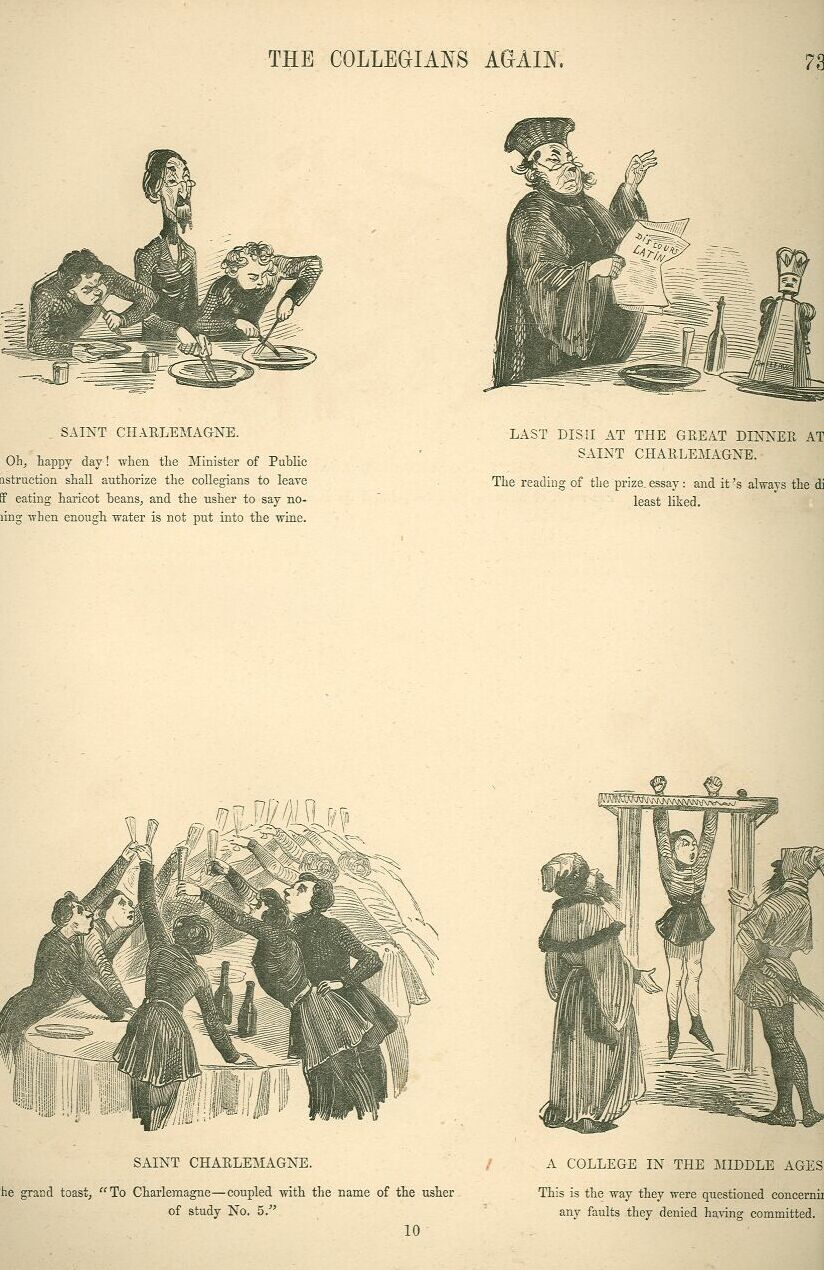 THE COLLEGIANS AGAIN.
73
DISCOURS
LATIN
SAINT CHARLEMAGNE.
Oh, happy day! when the Minister of Public
nstruction shall authorize the collegians to leave
ff eating haricot beans, and the usher to say no-
hing when enough water is not put into the wine.
LAST DISH AT THE GREAT DINNER AT
SAINT CHARLEMAGNE.
The reading of the prize essay: and it's always the di
least liked.
SAINT CHARLEMAGNE.
he grand toast, "To Charlemagne—coupled with the name of the usher
of study No. 5."
A COLLEGE IN THE MIDDLE AGES
This is the way they were questioned concerni
any faults they denied having committed.
10